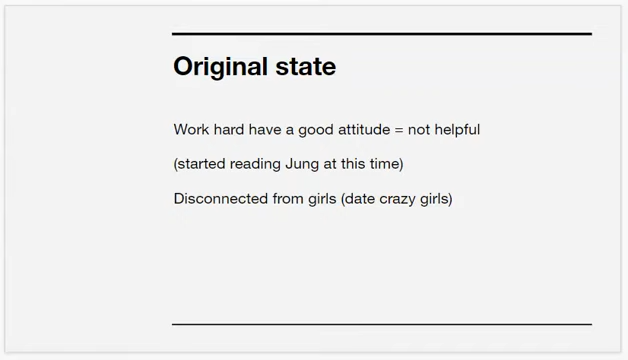 Original state
Work hard have a good attitude = not helpful
(started reading Jung at this time)
Disconnected from girls (date crazy girls)